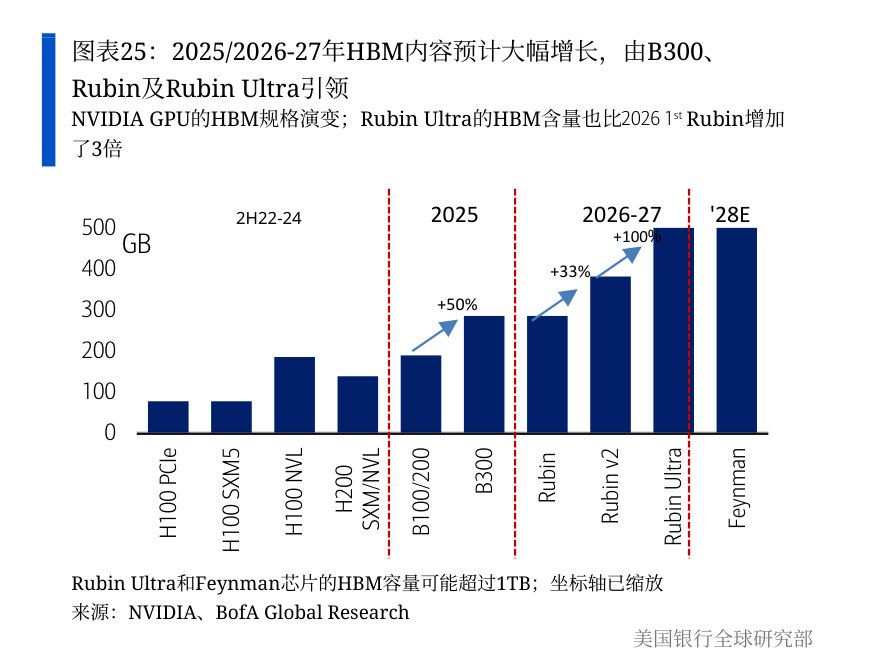 图表25：2025/2026-27年HBM内容预计大幅增长，由B300、
Rubin及Rubin Ultra引领
NVIDIA GPU的HBM规格演变；Rubin Ultra的HBM含量也比2026 1st Rubin增加
了3倍
2H22-24
2025
2026-27
'28E
500
GB
400
300
200
100
0
+50%
+33%
+100%
H100 PCIe
H100 SXM5
H100 NVL
H200
SXM/NVL
B100/200
B300
Rubin
Rubin v2
Rubin Ultra
Feynman
Rubin Ultra和Feynman芯片的HBM容量可能超过1TB；坐标轴已缩放
来源：NVIDIA、BofA Global Research
美国银行全球研究部